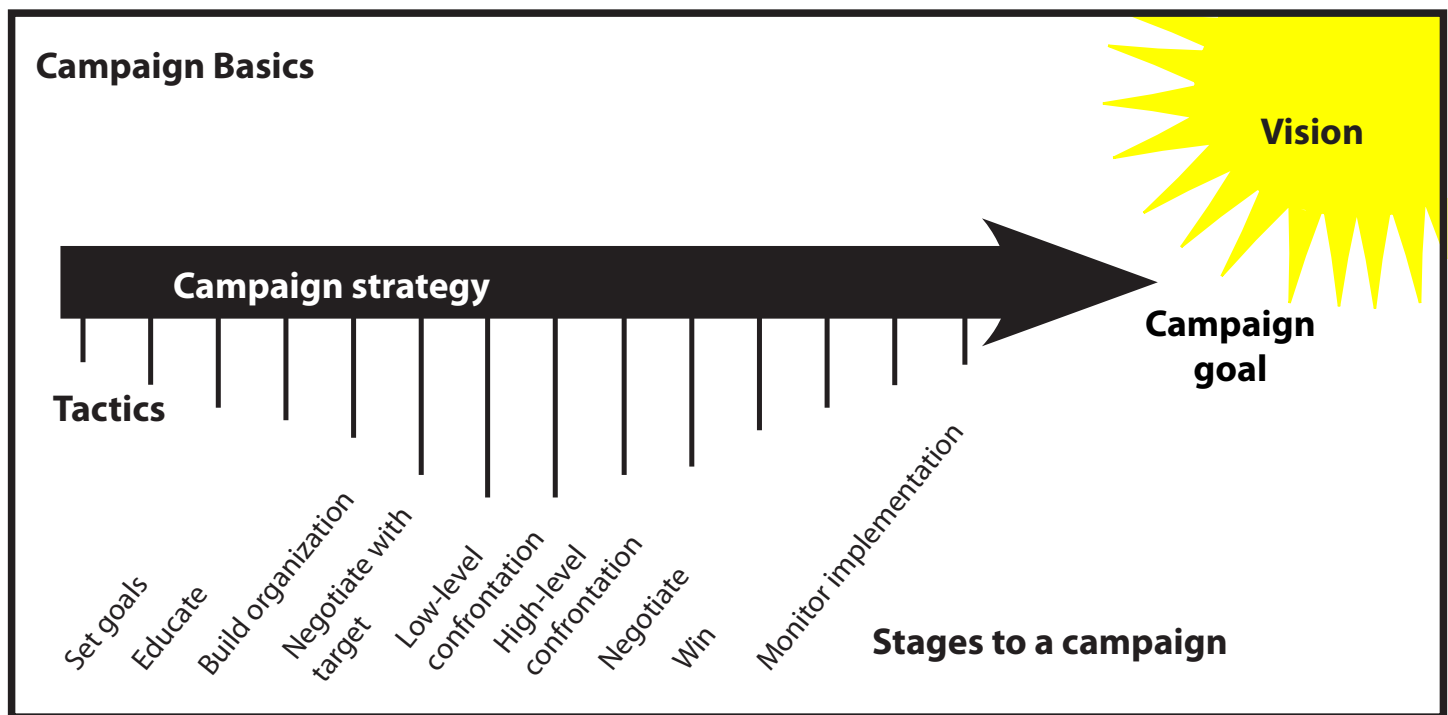 Campaign Basics
Vision
Campaign strategy
Campaign
goal
Tactics
Set goals
Educate
Build organization
Negotiate with
target
Low-level
confrontation
High-level
confrontation
Negotiate
Win
Monitor implementation
Stages to a campaign